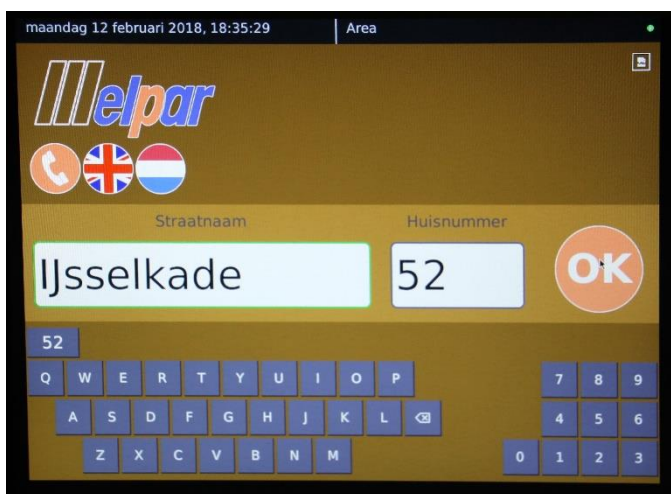 maandag 12 februari 2018, 18:35:29 Area
Melpar
Straatnaam Huisnummer
IJsselkade 52 OK
52
Q W E R T Y U I O P 7 8 9
A S D F G H J K L 4 5 6
Z X C V B N M 0 1 2 3